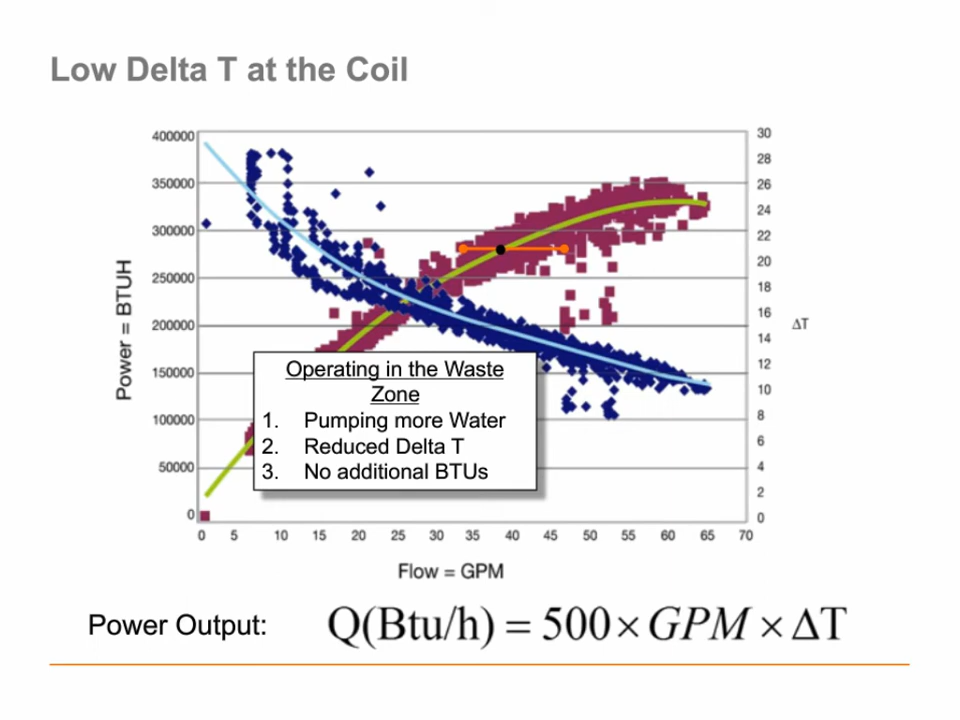 Low Delta T at the Coil
400000
350000
300000
250000
200000
150000
100000
50000
0
Power = BTUH
30
28
26
24
22
20
18
16
14
12
10
8
6
4
2
0
ΔT
Operating in the Waste
Zone
1. Pumping more Water
2. Reduced Delta T
3. No additional BTUs
0 5 10 15 20 25 30 35 40 45 50 55 60 65 70
Flow = GPM
Power Output: Q(Btu/h) = 500 × GPM × ΔT